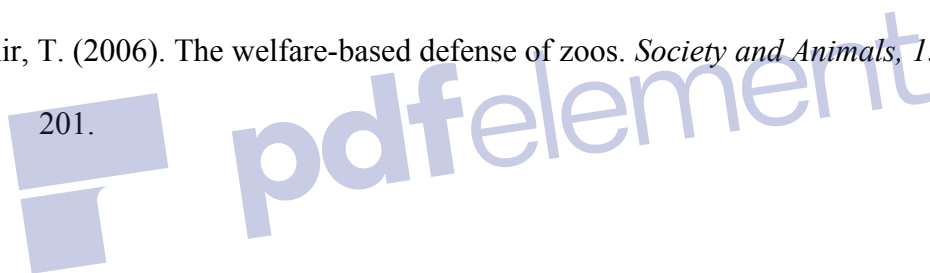 ir, T. (2006). The welfare-based defense of zoos. Society and Animals, 1
201.
pdfelement